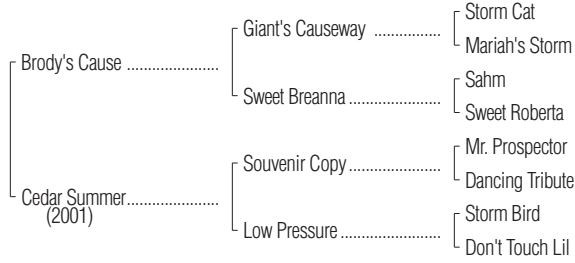 Storm Cat
Giant's Causeway ..................
Mariah's Storm
Brody's Cause .......................
Sahm
Sweet Breanna.......................
Sweet Roberta
Mr. Prospector
Souvenir Copy.......................
Dancing Tribute
Cedar Summer.......................
(2001)
Storm Bird
Low Pressure.........................
Don't Touch Lil